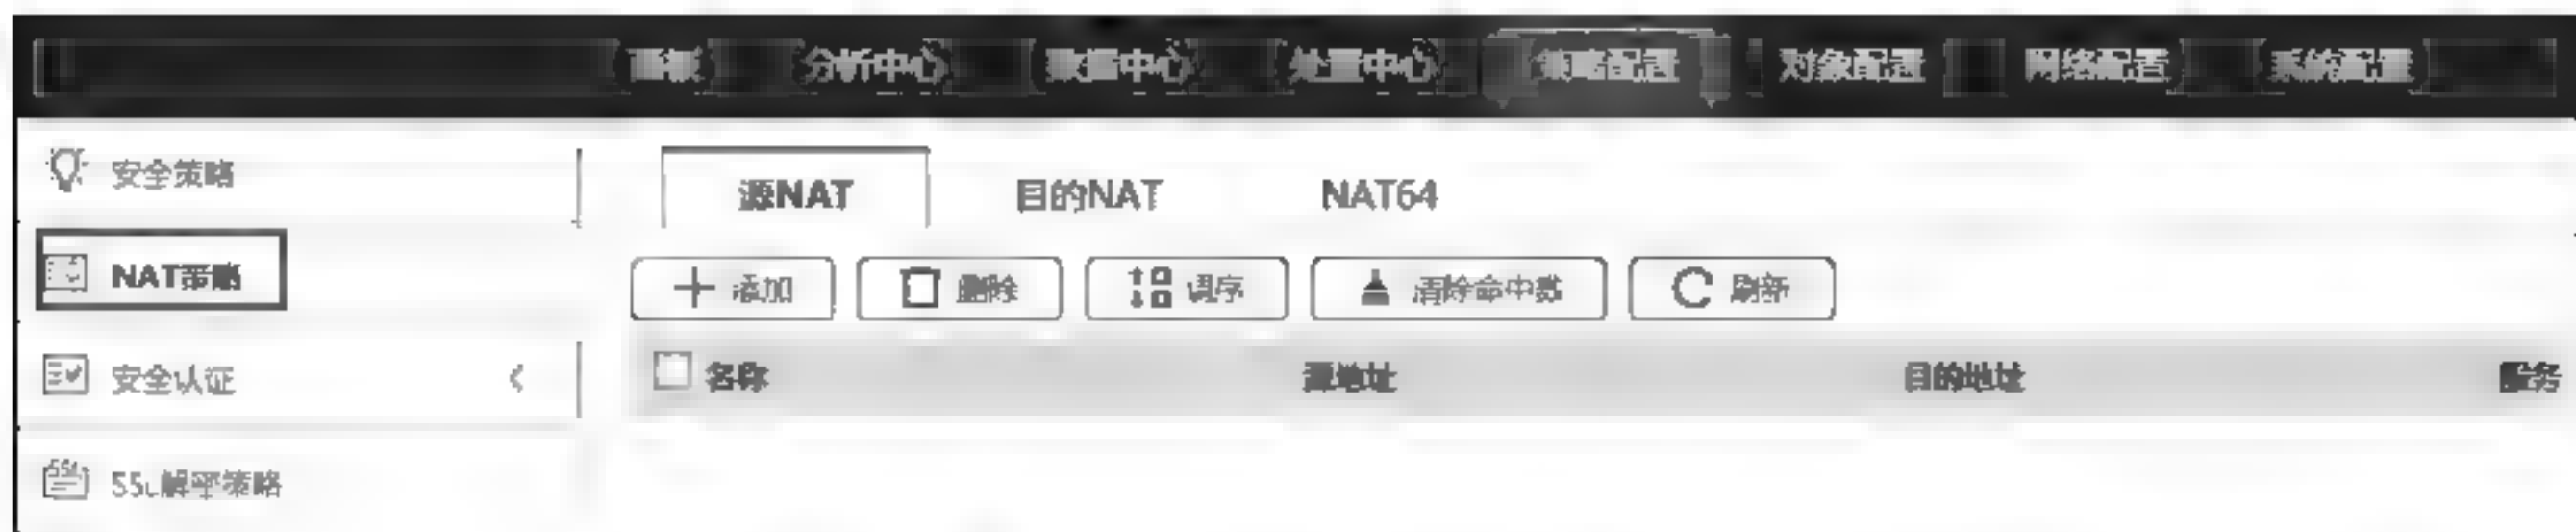 面板 分析中心 数据中心 处置中心 策略配置 对象配置 网络配置 系统配置
安全策略
源NAT 目的NAT NAT64
NAT策略
添加 删除 调序 清除命中数 刷新
安全认证
名称 源地址 目的地址 服务
SSL解密策略